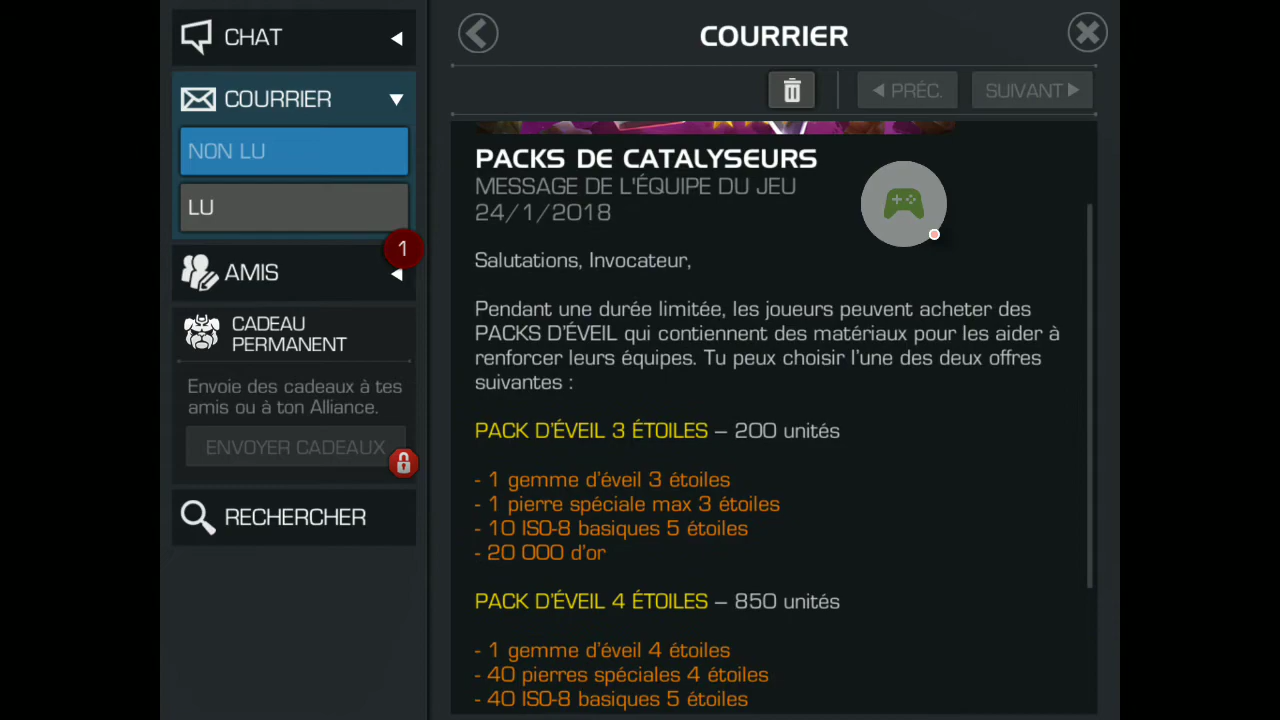 CHAT
COURRIER
NON LU
LU
1
AMIS
CADEAU
PERMANENT
Envoie des cadeaux à tes
amis ou à ton Alliance.
ENVOYER CADEAUX
RECHERCHER
COURRIER
PRÉC.
SUIVANT
PACKS DE CATALYSEURS
MESSAGE DE L'ÉQUIPE DU JEU
24/1/2018
Salutations, Invocateur,
Pendant une durée limitée, les joueurs peuvent acheter des
PACKS D'ÉVEIL qui contiennent des matériaux pour les aider à
renforcer leurs équipes. Tu peux choisir l'une des deux offres
suivantes :
PACK D'ÉVEIL 3 ÉTOILES – 200 unités
- 1 gemme d'éveil 3 étoiles
- 1 pierre spéciale max 3 étoiles
- 10 ISO-8 basiques 5 étoiles
- 20 000 d'or
PACK D'ÉVEIL 4 ÉTOILES – 850 unités
- 1 gemme d'éveil 4 étoiles
- 40 pierres spéciales 4 étoiles
- 40 ISO-8 basiques 5 étoiles